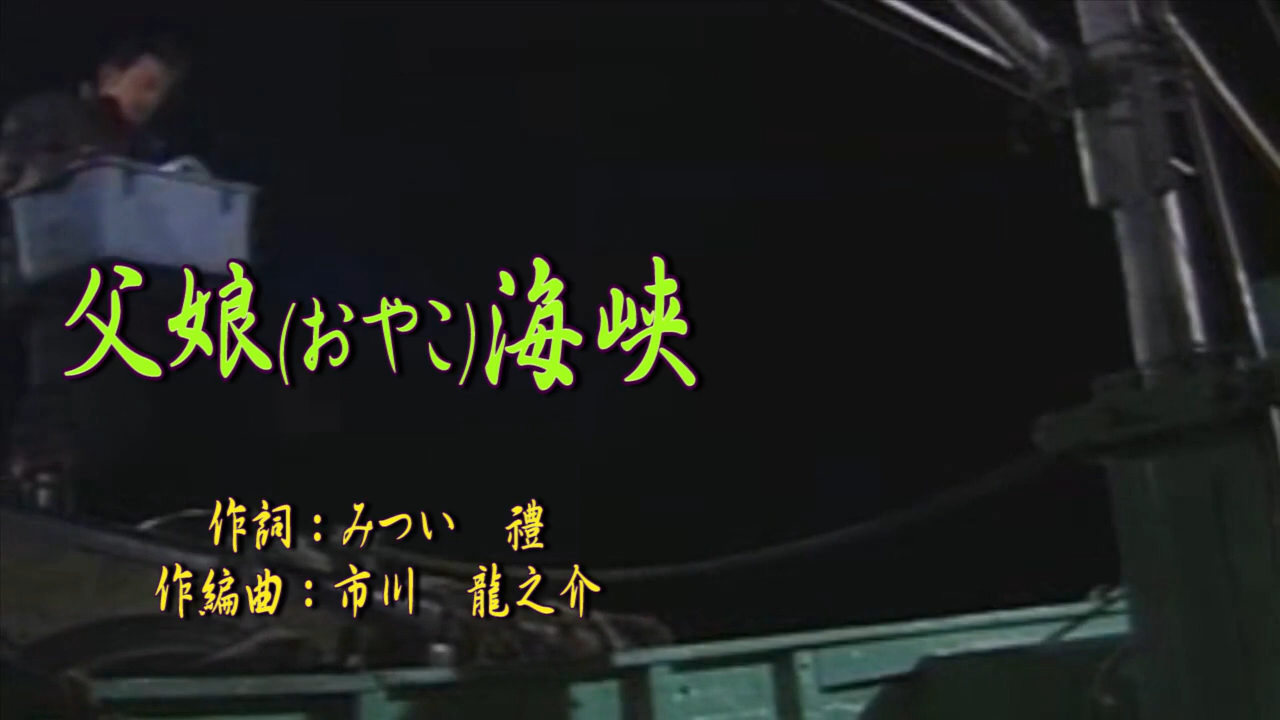 父娘(おやこ)海峡
作詞：みつい　禮
作編曲：市川　龍之介